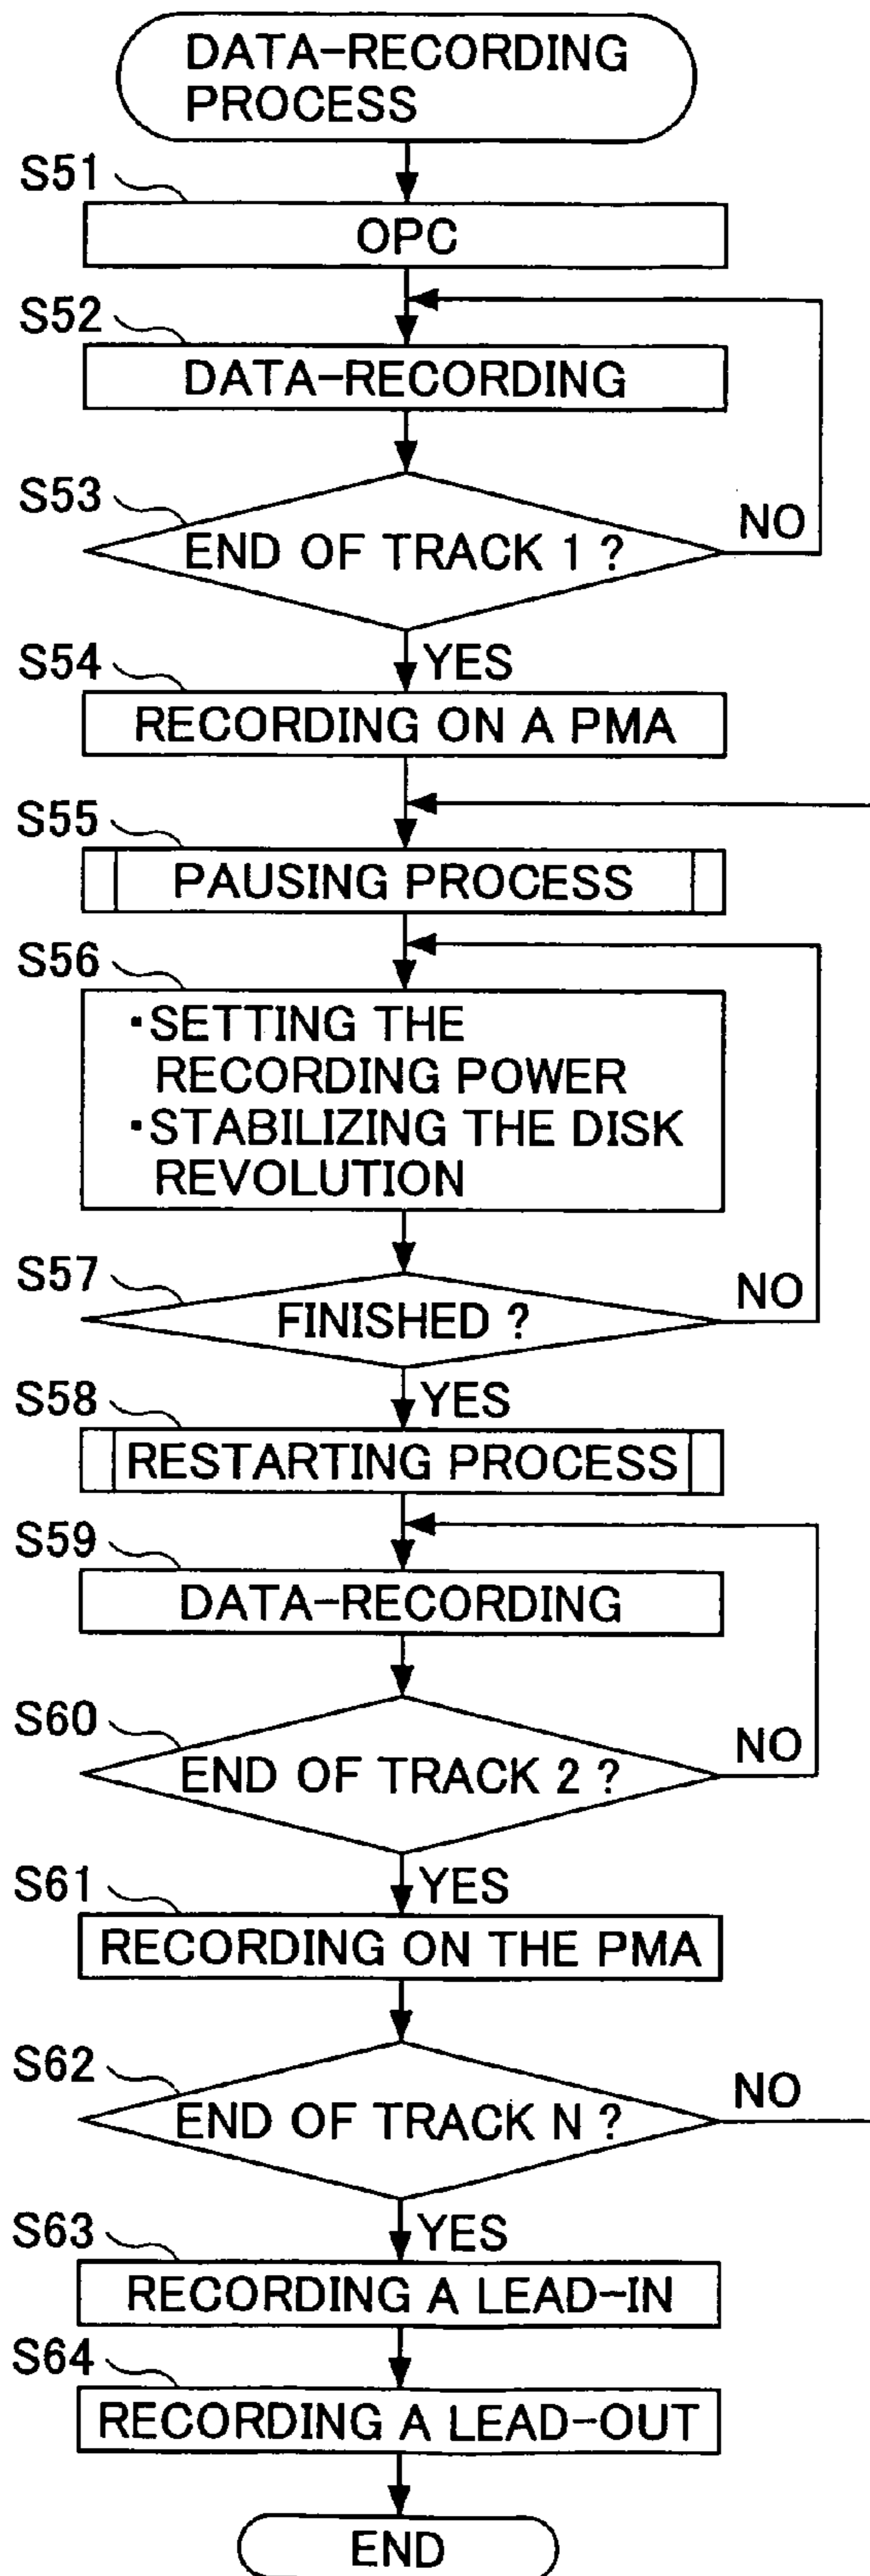 DATA-RECORDING
PROCESS
S51
OPC
S52
DATA-RECORDING
S53
END OF TRACK 1 ?
NO
YES
S54
RECORDING ON A PMA
S55
PAUSING PROCESS
S56
・SETTING THE
RECORDING POWER
・STABILIZING THE DISK
REVOLUTION
S57
FINISHED ?
NO
YES
S58
RESTARTING PROCESS
S59
DATA-RECORDING
S60
END OF TRACK 2 ?
NO
YES
S61
RECORDING ON THE PMA
S62
END OF TRACK N ?
NO
YES
S63
RECORDING A LEAD-IN
S64
RECORDING A LEAD-OUT
END